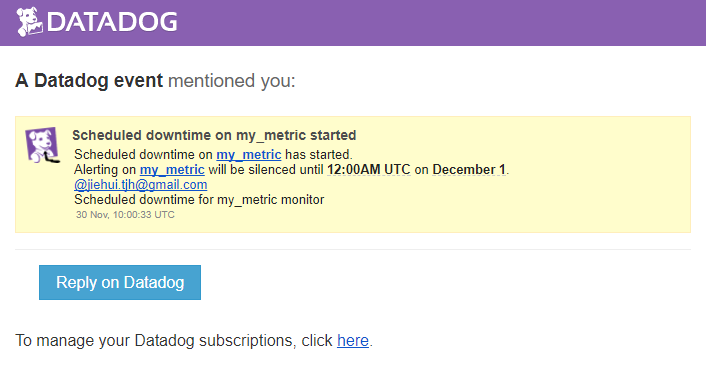 DATADOG
A Datadog event mentioned you:
Scheduled downtime on my_metric started
Scheduled downtime on my_metric has started.
Alerting on my_metric will be silenced until 12:00AM UTC on December 1.
@jiehui.tjh@gmail.com
Scheduled downtime for my_metric monitor
30 Nov, 10:00:33 UTC
Reply on Datadog
To manage your Datadog subscriptions, click here.